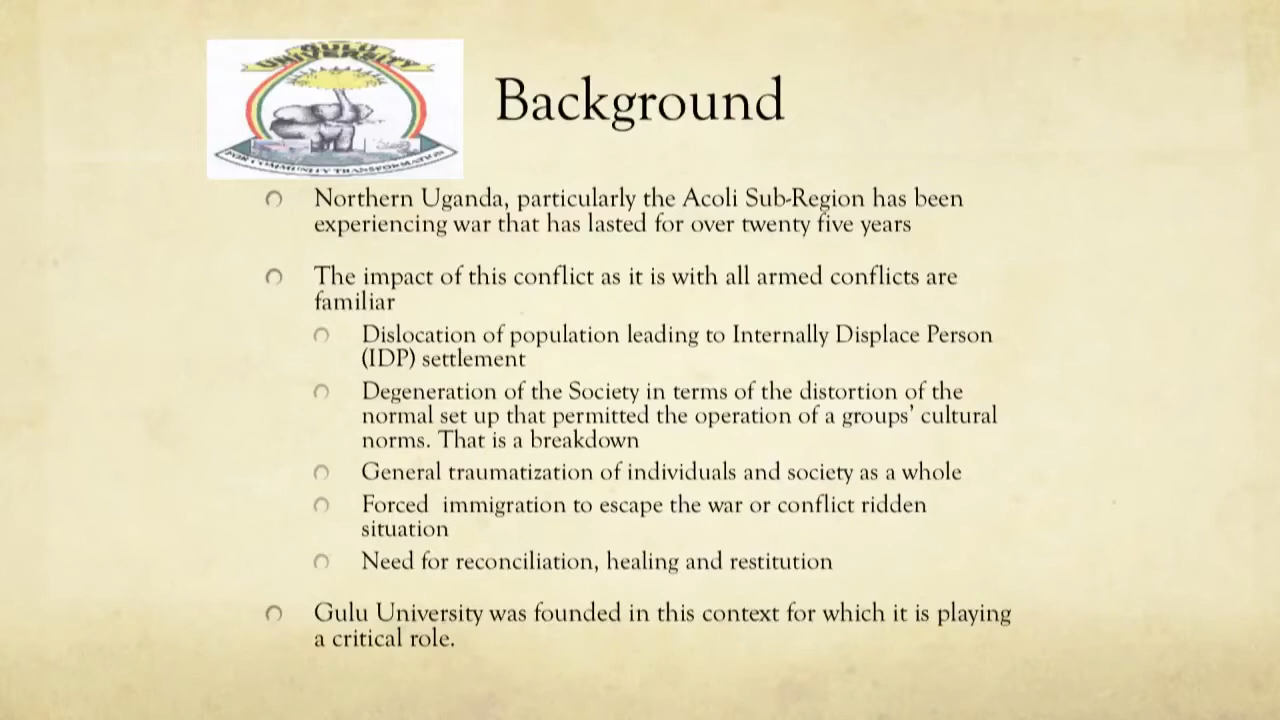 GULU
UNIVERSITY
FOR COMMUNITY TRANSFORMATION
Background
Northern Uganda, particularly the Acoli Sub-Region has been
experiencing war that has lasted for over twenty five years
The impact of this conflict as it is with all armed conflicts are
familiar
Dislocation of population leading to Internally Displace Person
(IDP) settlement
Degeneration of the Society in terms of the distortion of the
normal set up that permitted the operation of a groups’ cultural
norms. That is a breakdown
General traumatization of individuals and society as a whole
Forced  immigration to escape the war or conflict ridden
situation
Need for reconciliation, healing and restitution
Gulu University was founded in this context for which it is playing
a critical role.